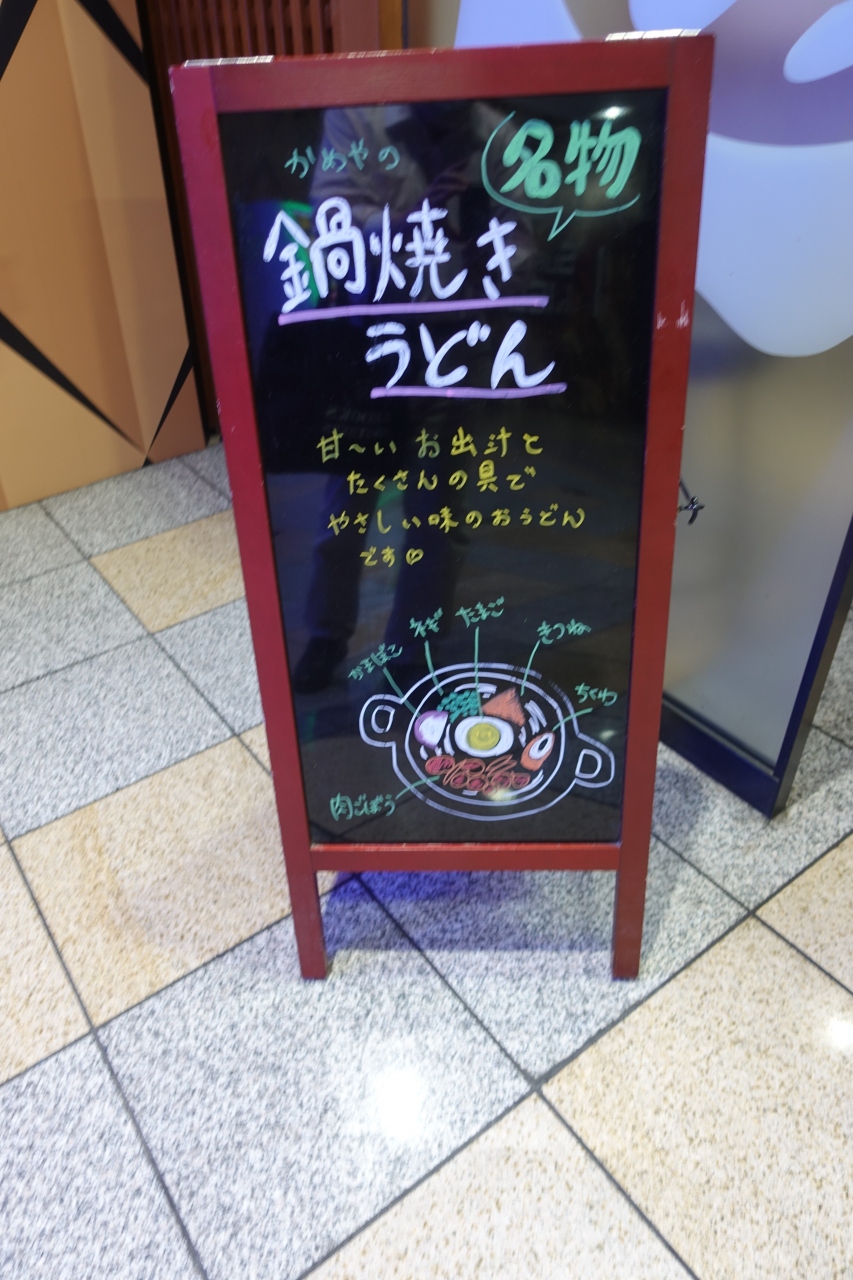 かめやの
名物
鍋焼き
うどん
甘〜い お出汁と
たくさんの具で
やさしい味のおうどん
です♡
かまぼこ
ネギ
たまご
きつね
ちくわ
肉ごぼう